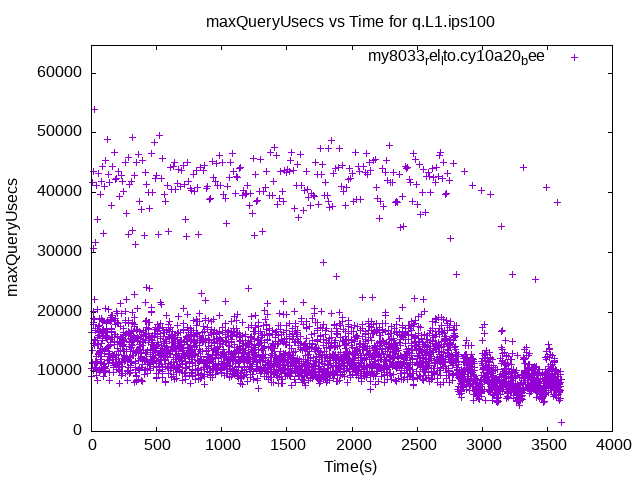 maxQueryUsecs vs Time for q.L1.ips100
my8033_rel_lto.cy10a20_bee
60000
50000
40000
30000
20000
10000
0
maxQueryUsecs
0 500 1000 1500 2000 2500 3000 3500 4000
Time(s)